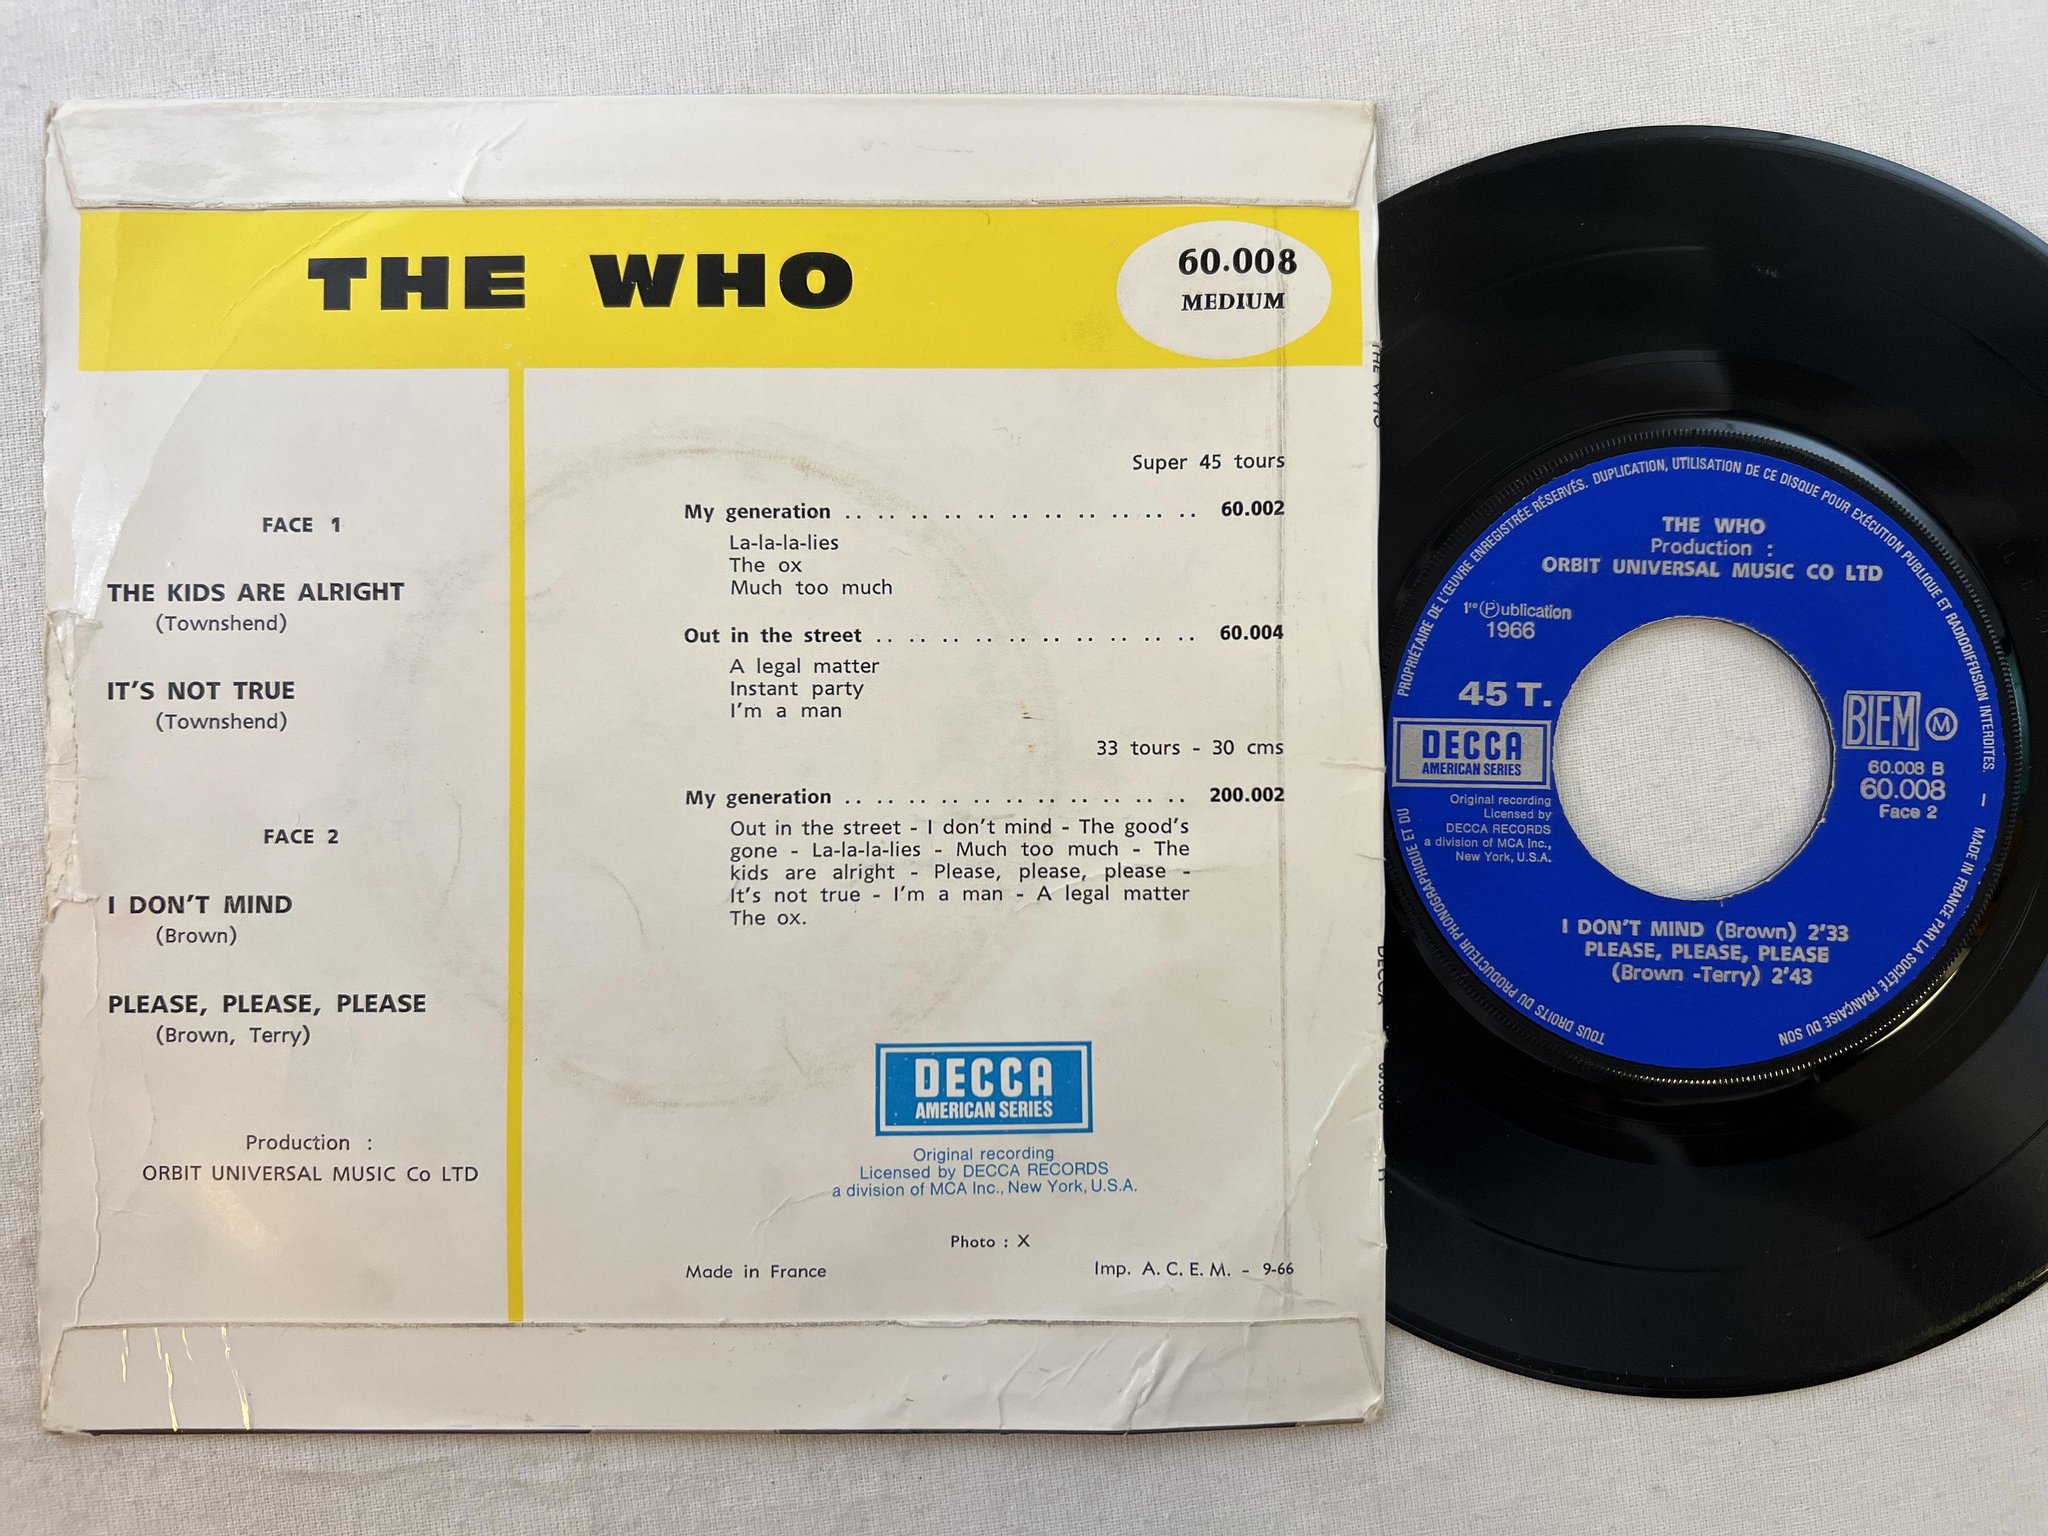 THE WHO
60.008
MEDIUM
FACE 1
THE KIDS ARE ALRIGHT
(Townshend)
IT'S NOT TRUE
(Townshend)
FACE 2
I DON'T MIND
(Brown)
PLEASE, PLEASE, PLEASE
(Brown, Terry)
Production :
ORBIT UNIVERSAL MUSIC Co LTD
Super 45 tours
My generation .. .. .. .. .. .. .. .. .. .. .. .. 60.002
La-la-la-lies
The ox
Much too much
Out in the street .. .. .. .. .. .. .. .. .. .. .. 60.004
A legal matter
Instant party
I'm a man
33 tours - 30 cms
My generation .. .. .. .. .. .. .. .. .. .. .. .. 200.002
Out in the street - I don't mind - The good's
gone - La-la-la-lies - Much too much - The
kids are alright - Please, please, please -
It's not true - I'm a man - A legal matter
The ox.
DECCA
AMERICAN SERIES
Original recording
Licensed by DECCA RECORDS
a division of MCA Inc., New York, U.S.A.
Photo : X
Made in France
Imp. A. C. E. M. - 9-66
THE WHO
DECCA
TOUS DROITS DU PRODUCTEUR PHONOGRAPHIQUE ET DU PROPRIÉTAIRE DE L'ŒUVRE ENREGISTRÉE RÉSERVÉS. DUPLICATION, UTILISATION DE CE DISQUE POUR EXÉCUTION PUBLIQUE ET RADIODIFFUSION INTERDITES. - MADE IN FRANCE PAR LA SOCIÉTÉ FRANÇAISE DU SON
THE WHO
Production :
ORBIT UNIVERSAL MUSIC CO LTD
1re (P)ublication
1966
45 T.
DECCA
AMERICAN SERIES
Original recording
Licensed by
DECCA RECORDS
a division of MCA Inc.,
New York, U.S.A.
BIEM M
60.008 B
60.008
Face 2
I DON'T MIND (Brown) 2'33
PLEASE, PLEASE, PLEASE
(Brown -Terry) 2'43